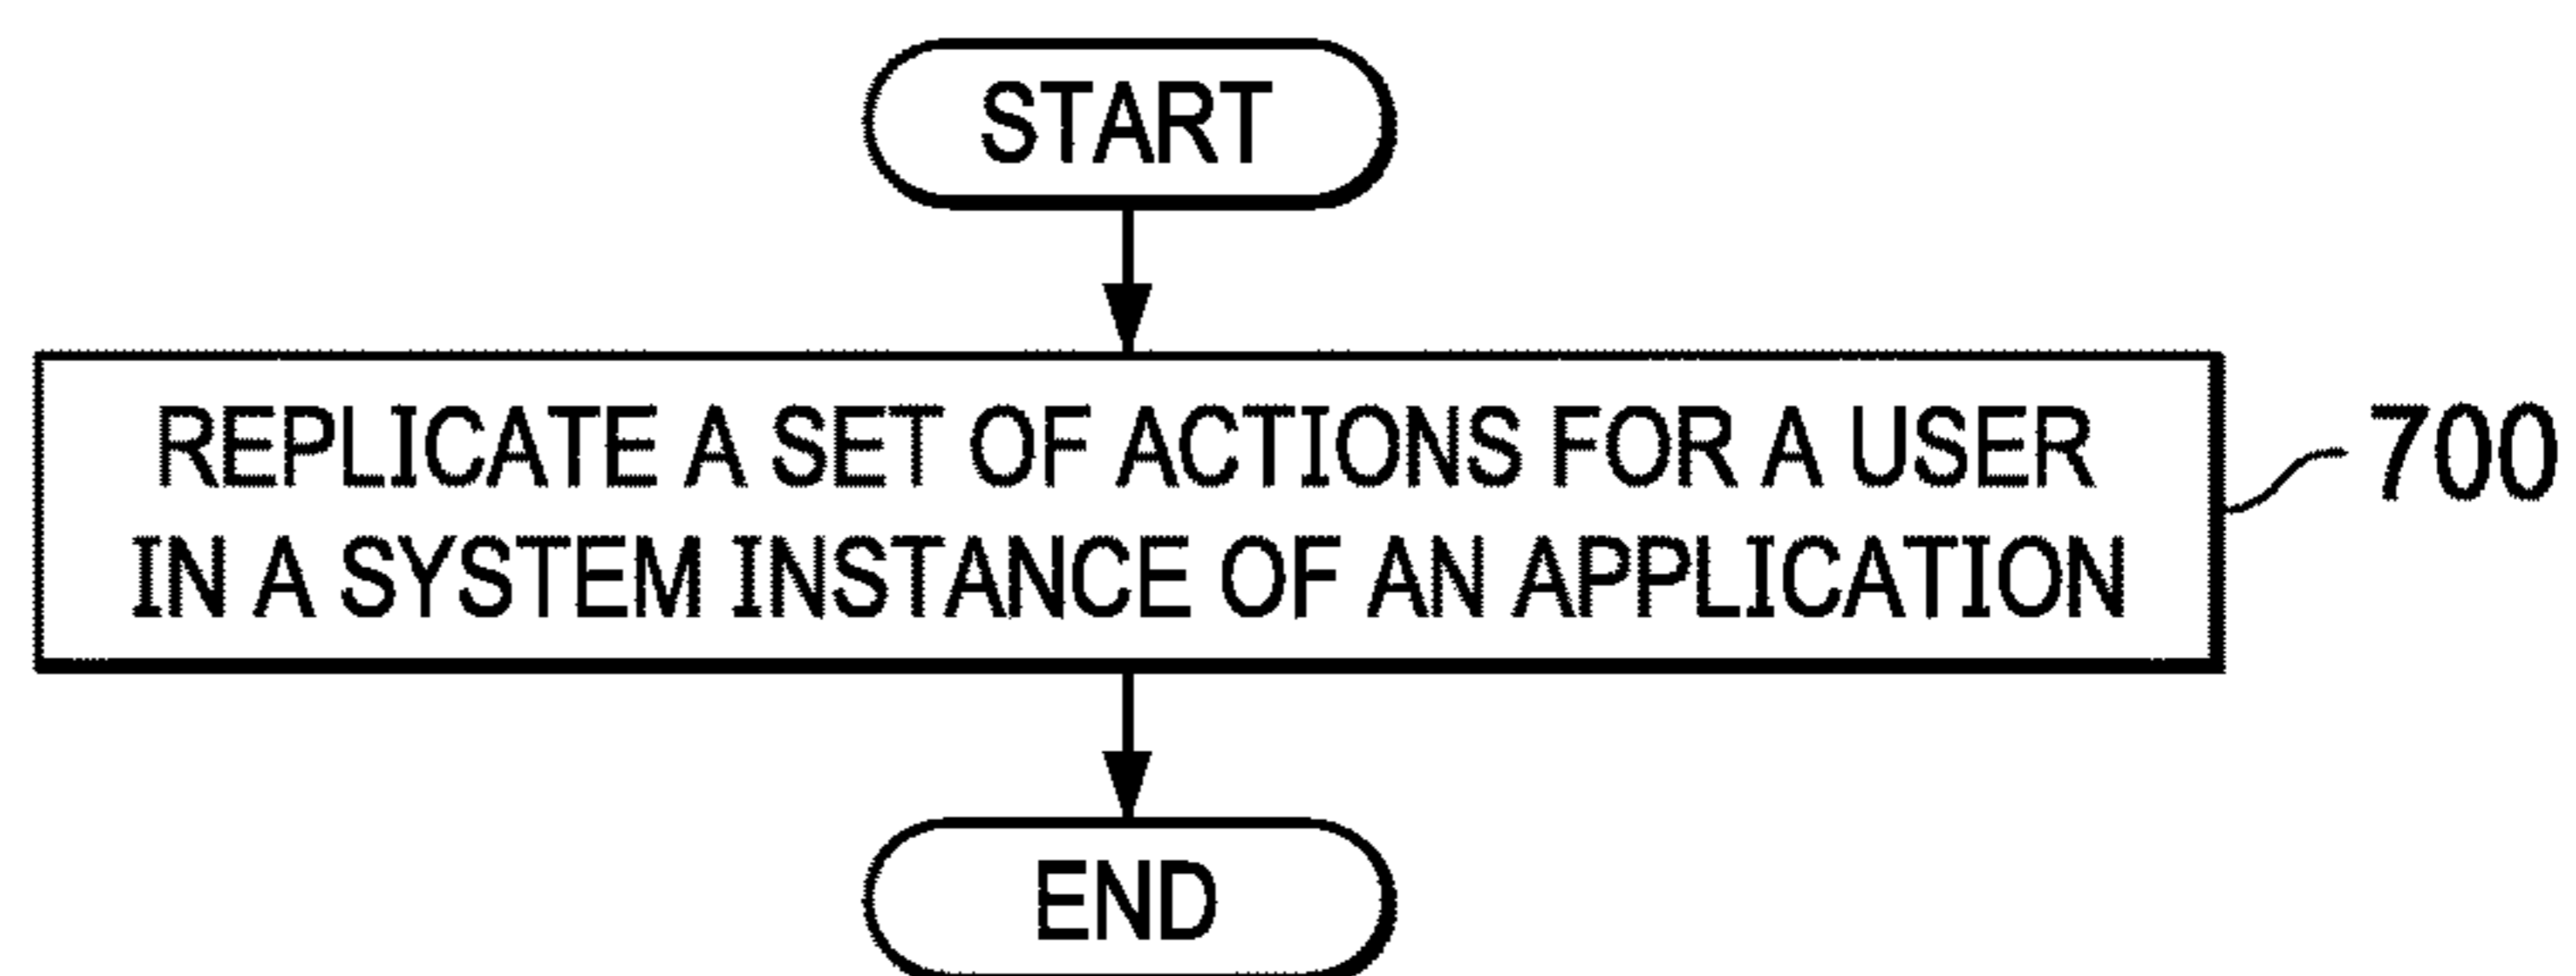 START
REPLICATE A SET OF ACTIONS FOR A USER
IN A SYSTEM INSTANCE OF AN APPLICATION
700
END